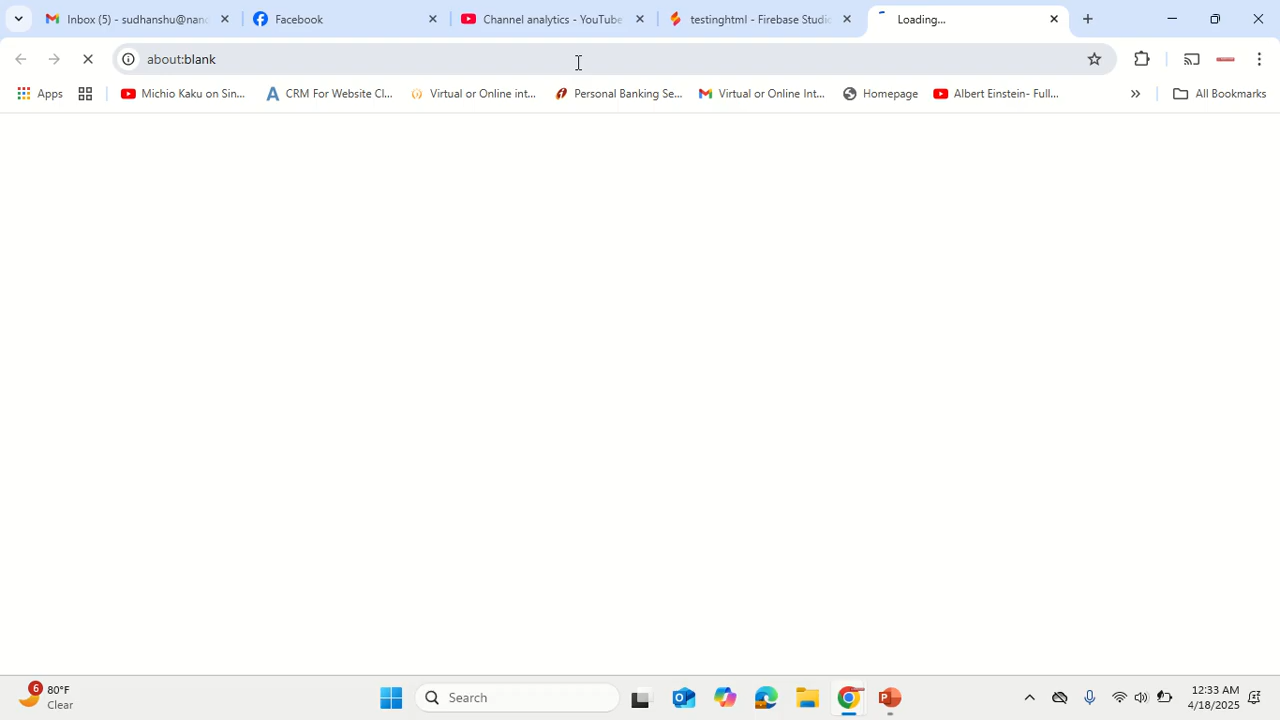 Inbox (5) - sudhanshu@nand
Facebook
Channel analytics - YouTube
testinghtml - Firebase Studio
Loading...
about:blank
Apps
Michio Kaku on Sin...
CRM For Website Cl...
Virtual or Online int...
Personal Banking Se...
Virtual or Online Int...
Homepage
Albert Einstein- Full...
All Bookmarks
6
80°F
Clear
Search
12:33 AM
4/18/2025